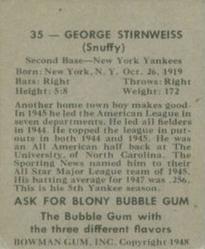 35 — GEORGE STIRNWEISS
(Snuffy)
Second Base—New York Yankees
Born: New York, N. Y. Oct. 26, 1919
Bats: Right Throws: Right
Height: 5:8 Weight: 172
Another home town boy makes good.
In 1945 he led the American League in
seven departments. He led all fielders
in 1944. He topped the league in put-
outs in both 1944 and 1945. He was
an All American half back at The
University, of North Carolina. The
Sporting News named him to their
All Star Major League team of 1945.
His batting average for 1947 was .256.
This is his 5th Yankee season.
ASK FOR BLONY BUBBLE GUM
The Bubble Gum with
the three different flavors
BOWMAN GUM, INC. Copyright 1948